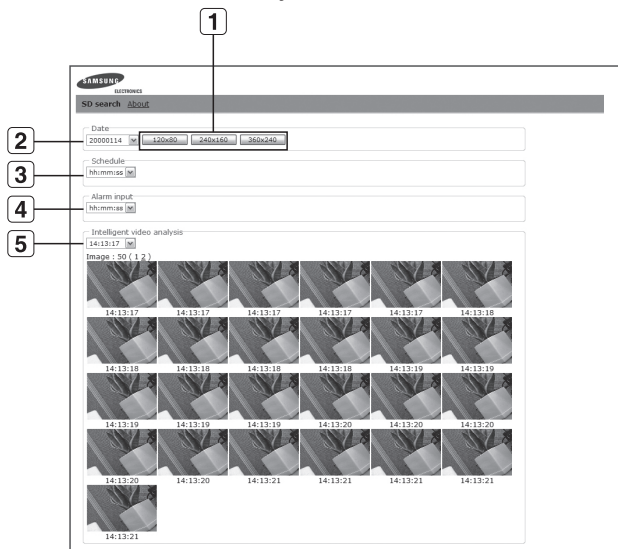 1
SAMSUNG
ELECTRONICS
SD search About
Date
2 20000114 120x80 240x160 360x240
Schedule
3 hh:mm:ss
Alarm input
4 hh:mm:ss
Intelligent video analysis
5 14:13:17
Image : 50 ( 1 2 )
14:13:17 14:13:17 14:13:17 14:13:17 14:13:17 14:13:18
14:13:18 14:13:18 14:13:18 14:13:18 14:13:19 14:13:19
14:13:19 14:13:19 14:13:19 14:13:20 14:13:20 14:13:20
14:13:20 14:13:20 14:13:21 14:13:21 14:13:21 14:13:21
14:13:21